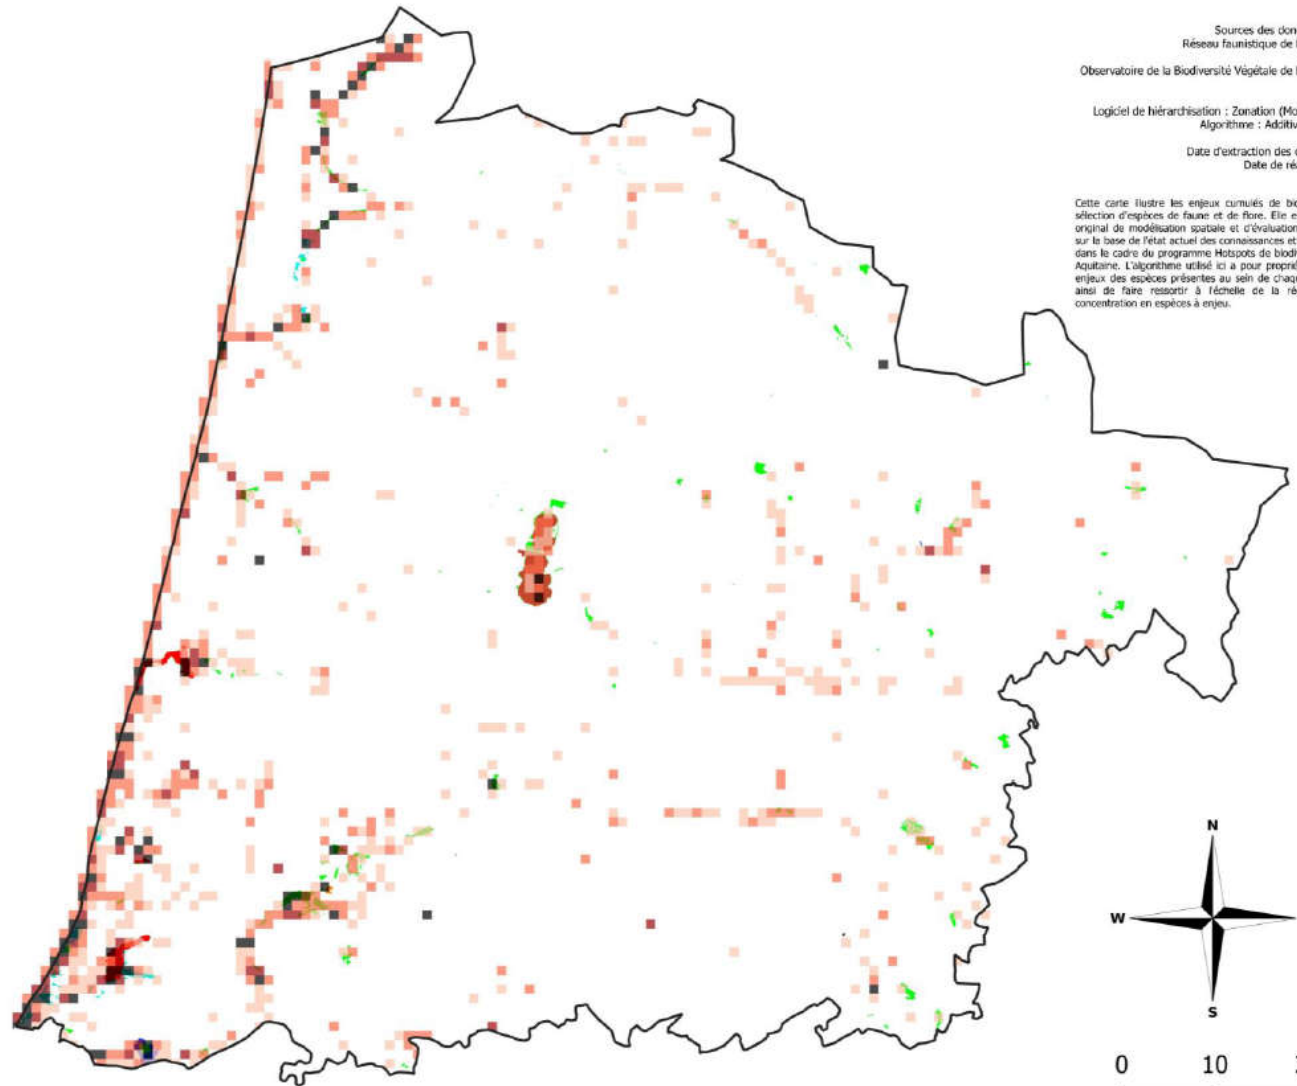 Sources des don
Réseau faunistique de
Observatoire de la Biodiversité Végétale de
Logiciel de hiérarchisation : Zonation (Mo
Algorithme : Additiv
Date d'extraction des
Date de ré
Cette carte illustre les enjeux cumulés de bio
sélection d'espèces de faune et de flore. Elle e
original de modélisation spatiale et d'évaluation
sur la base de l'état actuel des connaissances et
dans le cadre du programme Hotspots de biodi
Aquitaine. L'algorithme utilisé ici a pour propri
enjeux des espèces présentes au sein de chaq
ainsi de faire ressortir à l'échelle de la ré
concentration en espèces à enjeu.
N
W
S
0 10